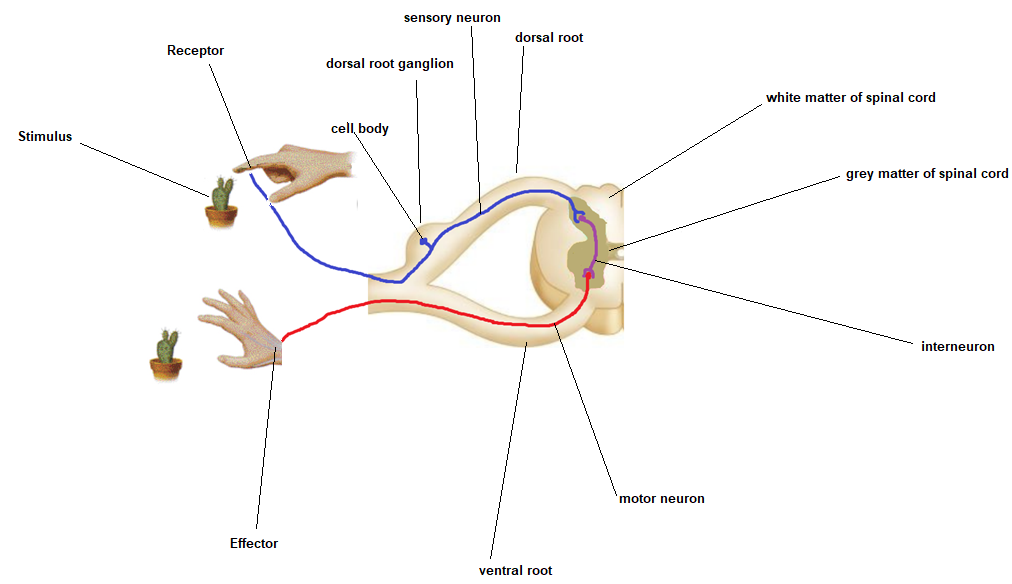 sensory neuron
dorsal root
Receptor
dorsal root ganglion
white matter of spinal cord
cell body
Stimulus
grey matter of spinal cord
interneuron
motor neuron
Effector
ventral root